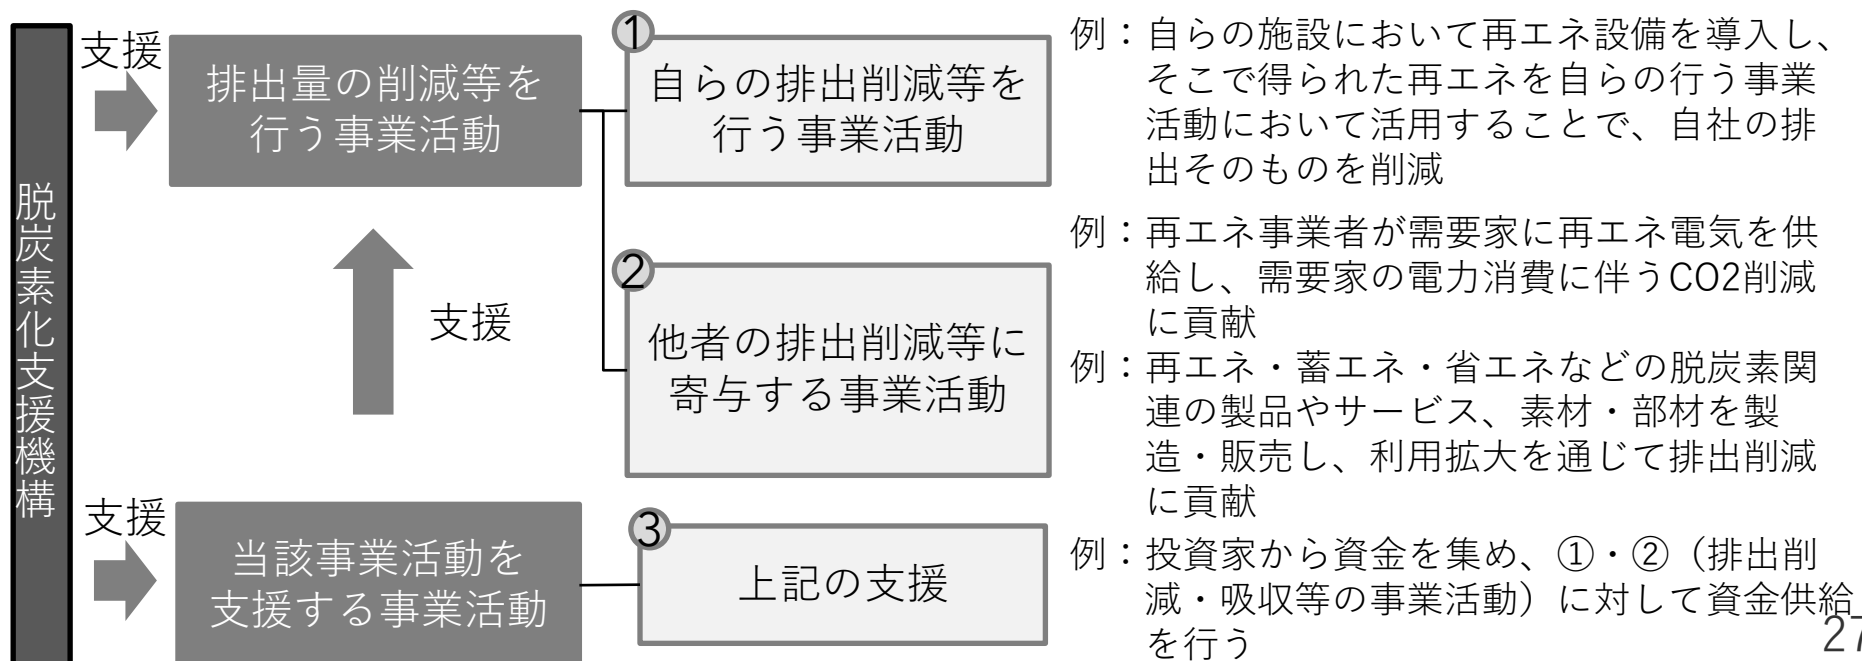 脱炭素化支援機構
支援
排出量の削減等を
行う事業活動
①
自らの排出削減等を
行う事業活動
例：自らの施設において再エネ設備を導入し、
そこで得られた再エネを自らの行う事業
活動において活用することで、自社の排
出そのものを削減
支援
②
他者の排出削減等に
寄与する事業活動
例：再エネ事業者が需要家に再エネ電気を供
給し、需要家の電力消費に伴うCO2削減
に貢献
例：再エネ・蓄エネ・省エネなどの脱炭素関
連の製品やサービス、素材・部材を製
造・販売し、利用拡大を通じて排出削減
に貢献
支援
当該事業活動を
支援する事業活動
③
上記の支援
例：投資家から資金を集め、①・②（排出削
減・吸収等の事業活動）に対して資金供給
を行う
27